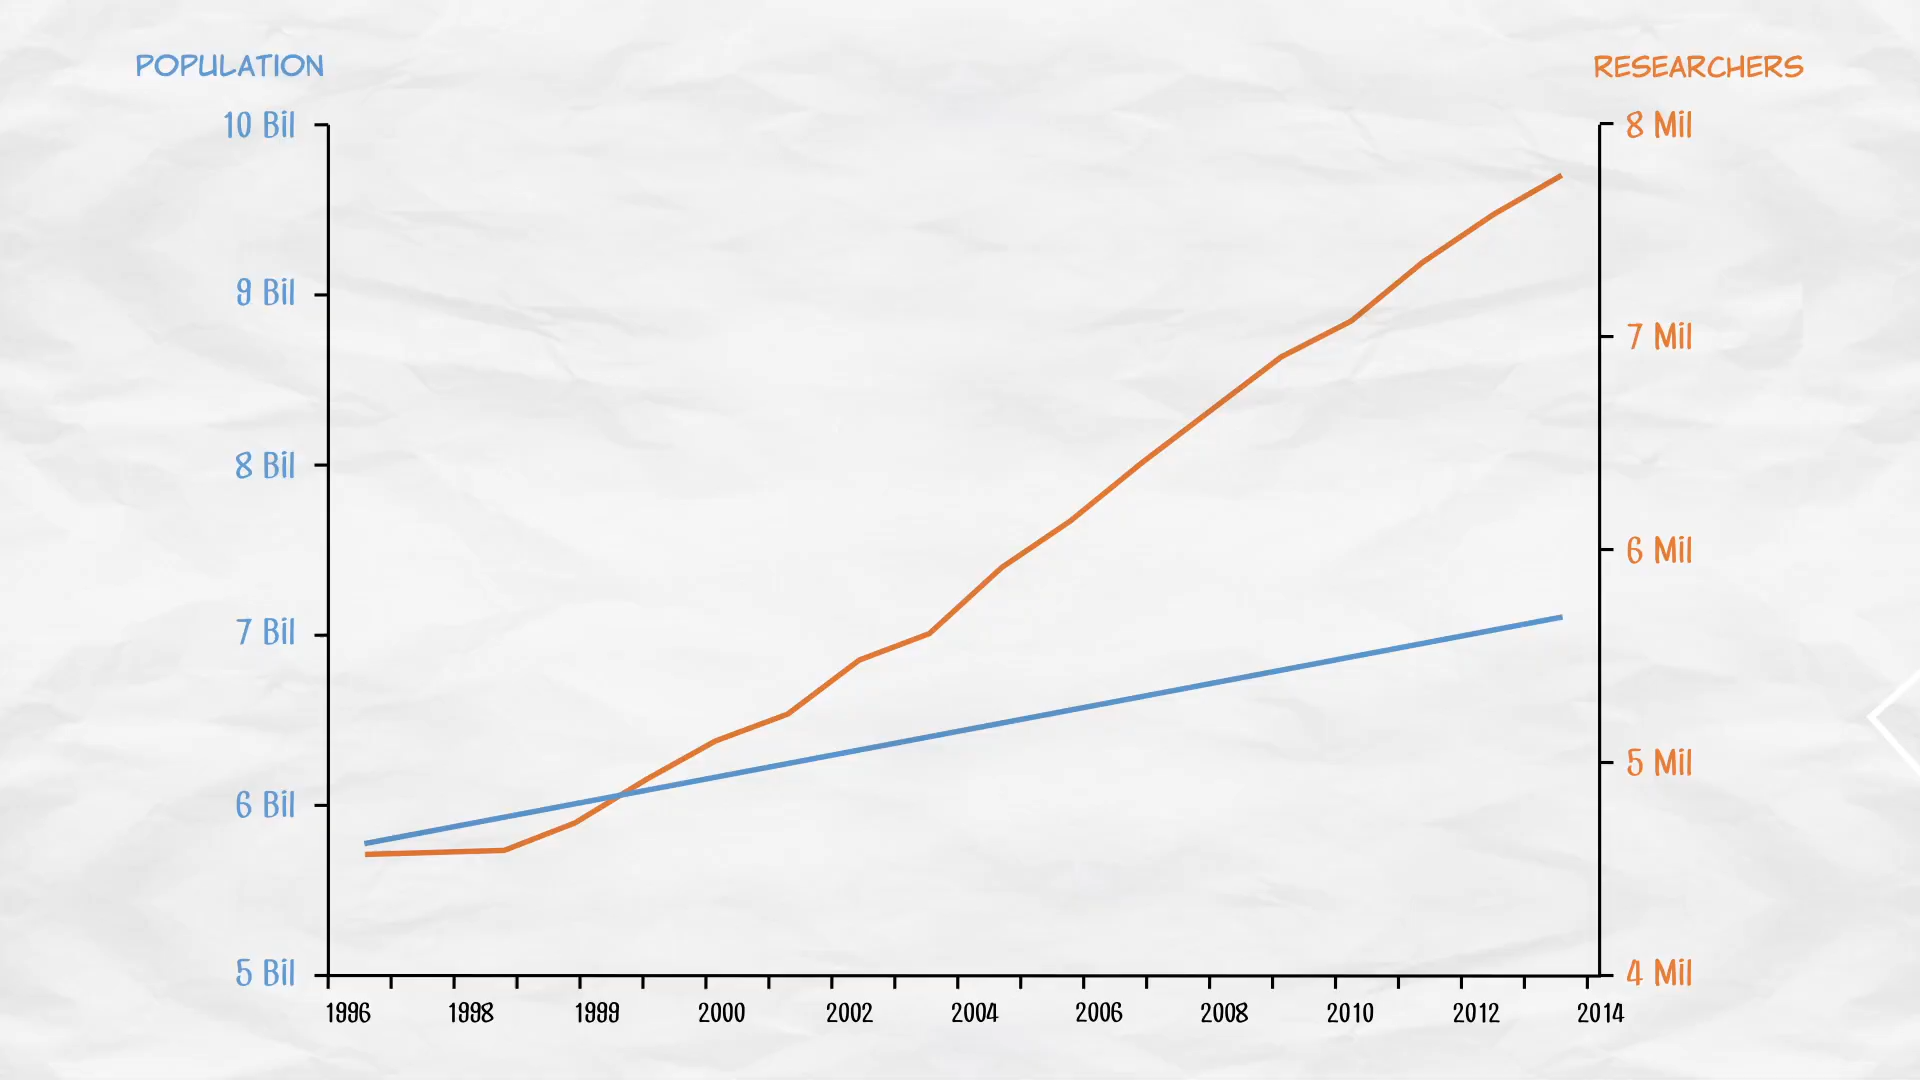 POPULATION
RESEARCHERS
10 Bil
9 Bil
8 Bil
7 Bil
6 Bil
5 Bil
8 Mil
7 Mil
6 Mil
5 Mil
4 Mil
1996 1998 1999 2000 2002 2004 2006 2008 2010 2012 2014